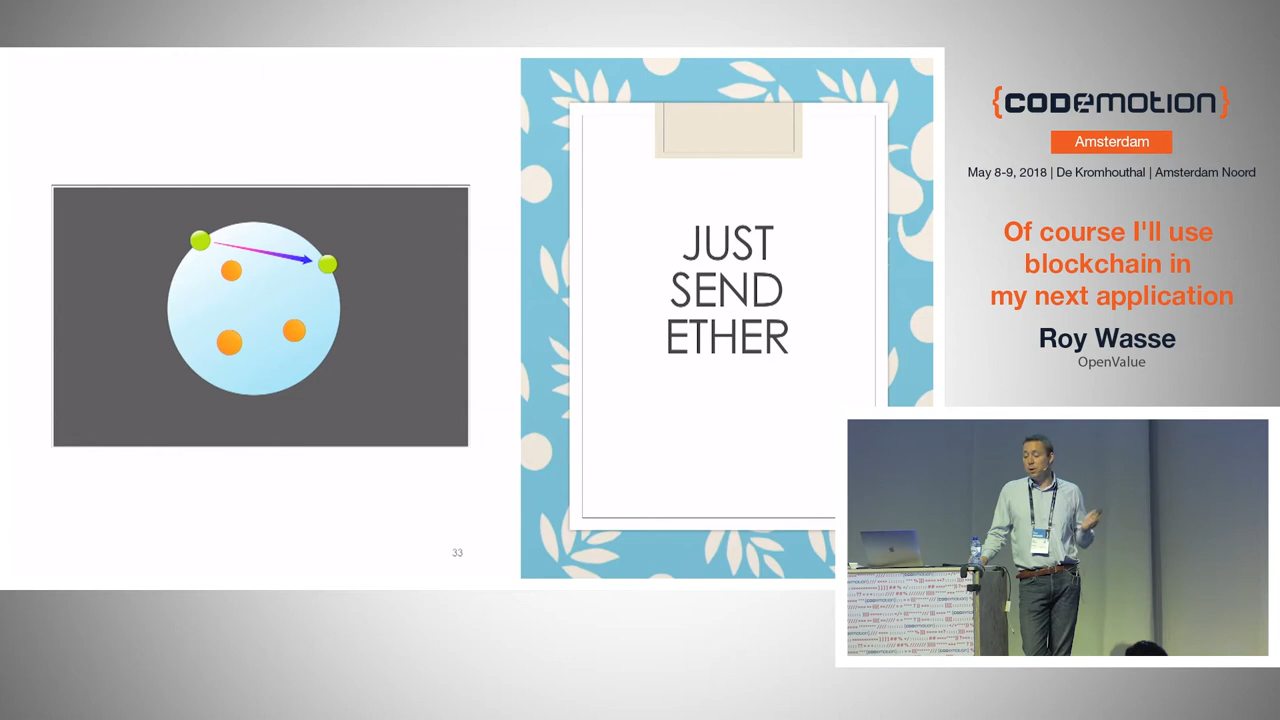 JUST
SEND
ETHER
33
{CODEMOTION}
Amsterdam
May 8-9, 2018 | De Kromhouthal | Amsterdam Noord
Of course I'll use
blockchain in
my next application
Roy Wasse
OpenValue